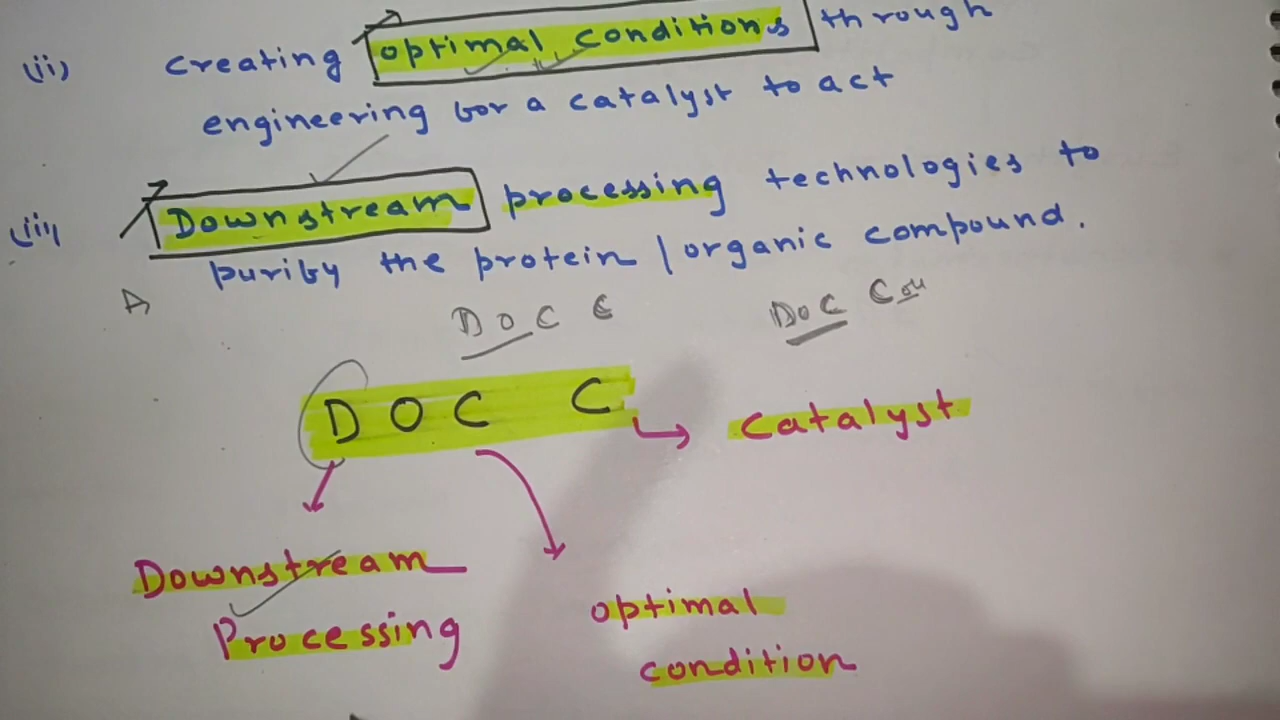 (ii) creating optimal conditions through
engineering for a catalyst to act
(iii) Downstream processing technologies to
purify the protein / organic compound.
A
D O C C
DOC COU
D O C C
catalyst
Downstream
Processing
optimal
condition